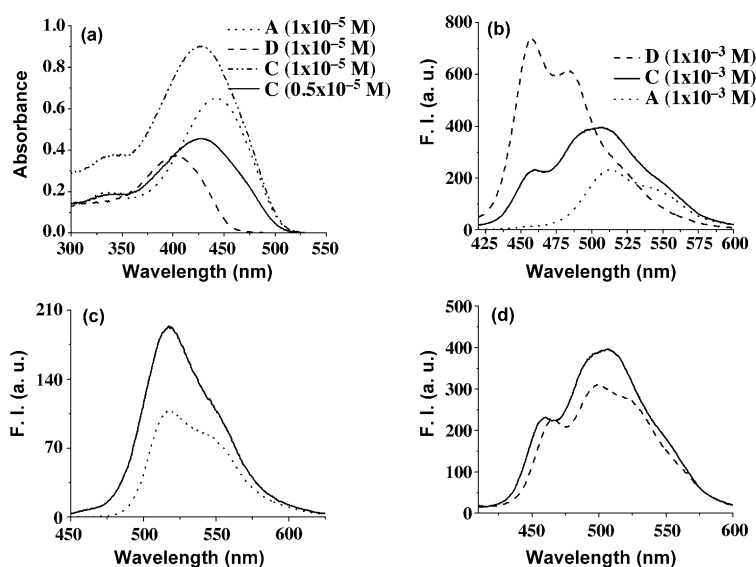 (a)
A (1x10⁻⁵ M)
D (1x10⁻⁵ M)
C (1x10⁻⁵ M)
C (0.5x10⁻⁵ M)
Absorbance
1.0
0.8
0.6
0.4
0.2
0.0
300 350 400 450 500 550
Wavelength (nm)
(b)
D (1x10⁻³ M)
C (1x10⁻³ M)
A (1x10⁻³ M)
F. I. (a. u.)
800
600
400
200
0
425 450 475 500 525 550 575 600
Wavelength (nm)
(c)
F. I. (a. u.)
210
140
70
0
450 500 550 600
Wavelength (nm)
(d)
F. I. (a. u.)
500
400
300
200
100
0
450 500 550 600
Wavelength (nm)